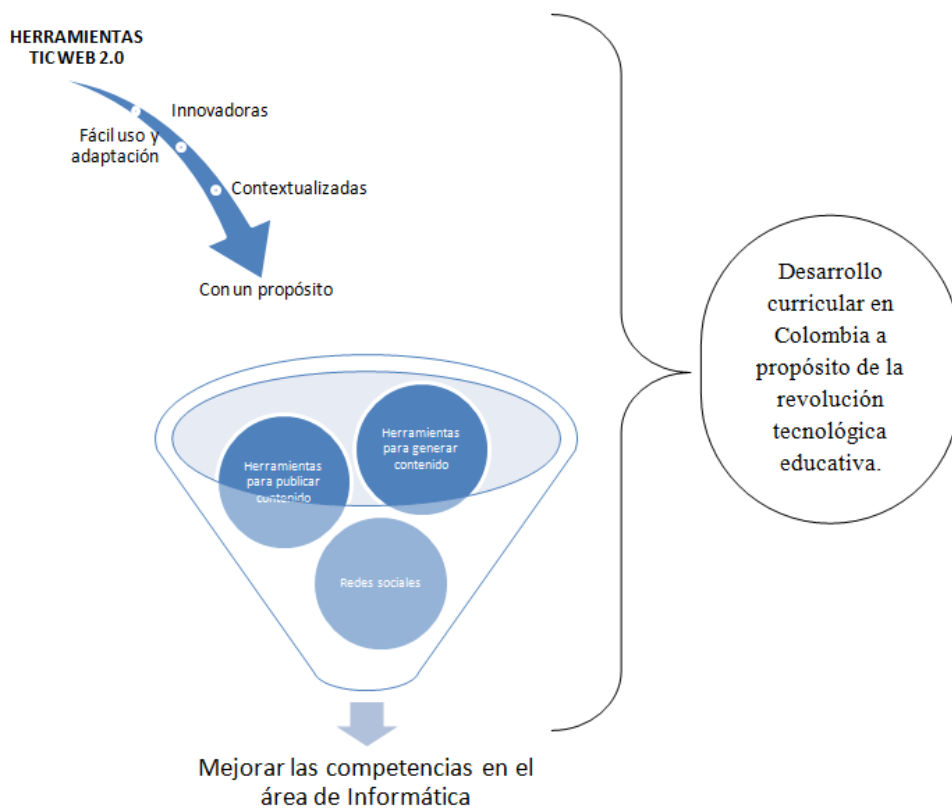 HERRAMIENTAS
TIC WEB 2.0
Innovadoras
Fácil uso y
adaptación
Contextualizadas
Con un propósito
Herramientas
para generar
contenido
Herramientas
para publicar
contenido
Redes sociales
Mejorar las competencias en el
área de Informática
Desarrollo
curricular en
Colombia a
propósito de la
revolución
tecnológica
educativa.